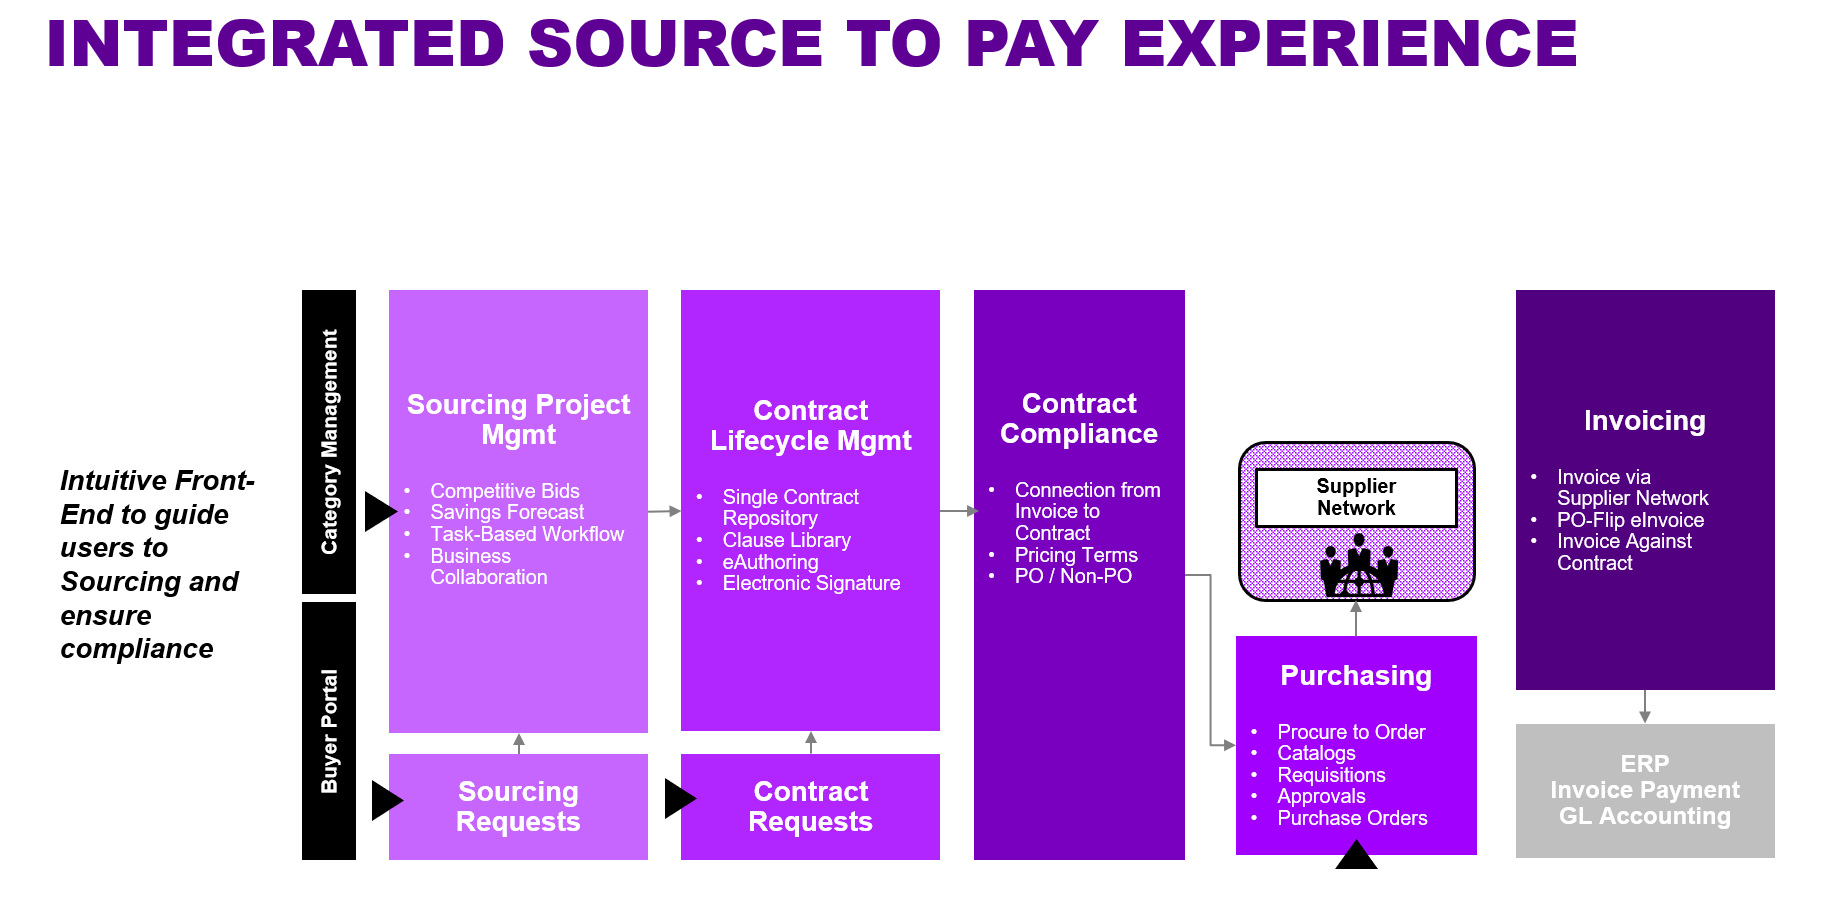 INTEGRATED SOURCE TO PAY EXPERIENCE
Intuitive Front-
End to guide
users to
Sourcing and
ensure
compliance
Category Management
Buyer Portal
Sourcing Project
Mgmt
• Competitive Bids
• Savings Forecast
• Task-Based Workflow
• Business
Collaboration
Sourcing
Requests
Contract
Lifecycle Mgmt
• Single Contract
Repository
• Clause Library
• eAuthoring
• Electronic Signature
Contract
Requests
Contract
Compliance
• Connection from
Invoice to
Contract
• Pricing Terms
• PO / Non-PO
Supplier
Network
Purchasing
• Procure to Order
• Catalogs
• Requisitions
• Approvals
• Purchase Orders
Invoicing
• Invoice via
Supplier Network
• PO-Flip eInvoice
• Invoice Against
Contract
ERP
Invoice Payment
GL Accounting